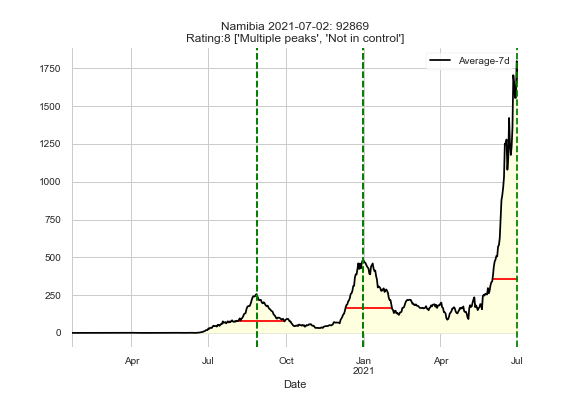 Namibia 2021-07-02: 92869
Rating:8 ['Multiple peaks', 'Not in control']
Average-7d
1750
1500
1250
1000
750
500
250
0
Apr
Jul
Oct
Jan
2021
Apr
Jul
Date